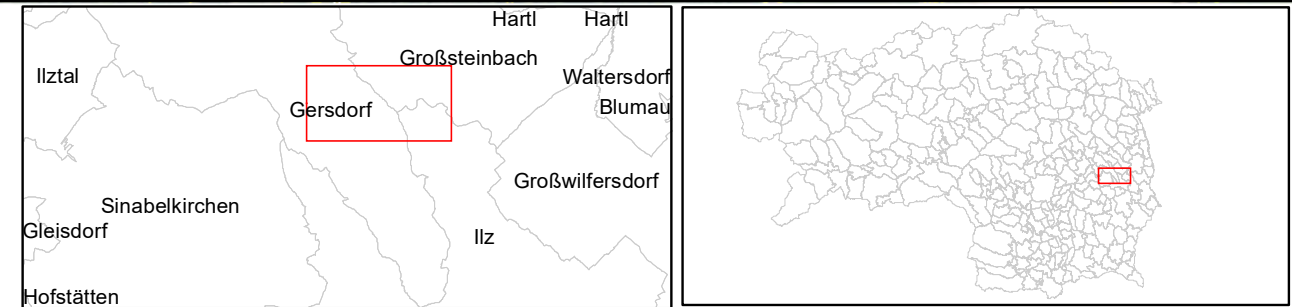 Hartl
Hartl
Großsteinbach
Ilztal
Waltersdorf
Gersdorf
Blumau
Großwilfersdorf
Sinabelkirchen
Gleisdorf
Ilz
Hofstätten